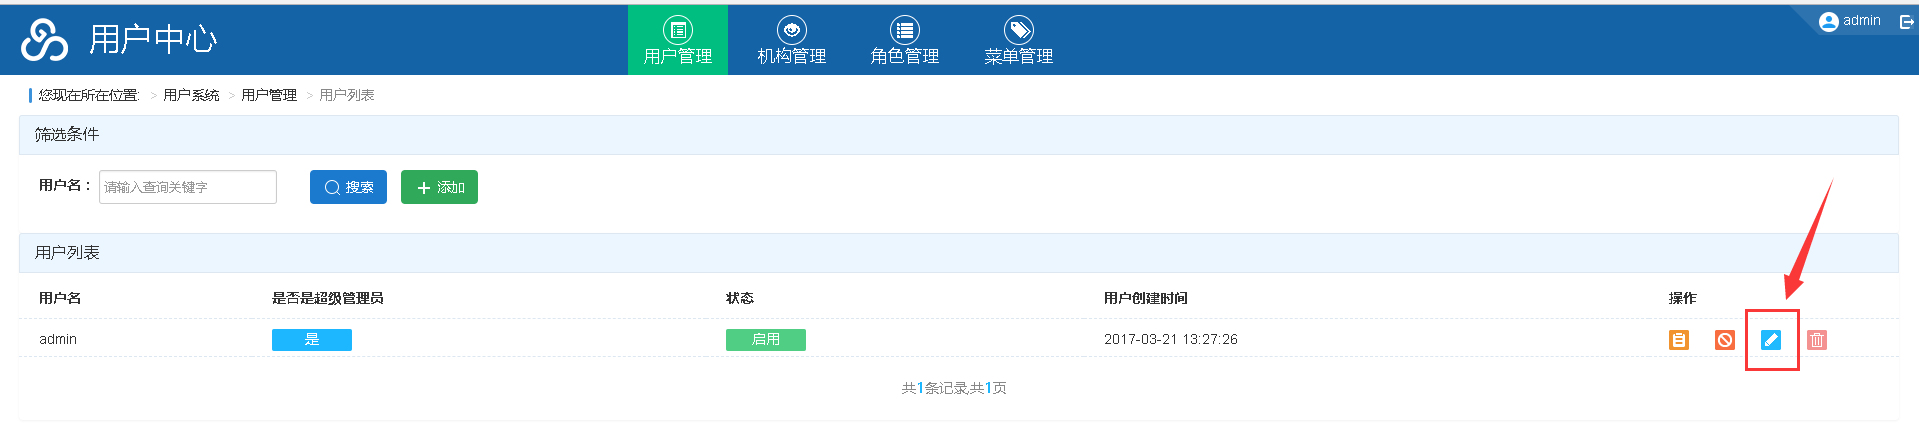 用户中心
用户管理 机构管理 角色管理 菜单管理
admin
您现在所在位置: > 用户系统 > 用户管理 > 用户列表
筛选条件
用户名： 请输入查询关键字 搜索 添加
用户列表
用户名 是否是超级管理员 状态 用户创建时间 操作
admin 是 启用 2017-03-21 13:27:26
共1条记录,共1页